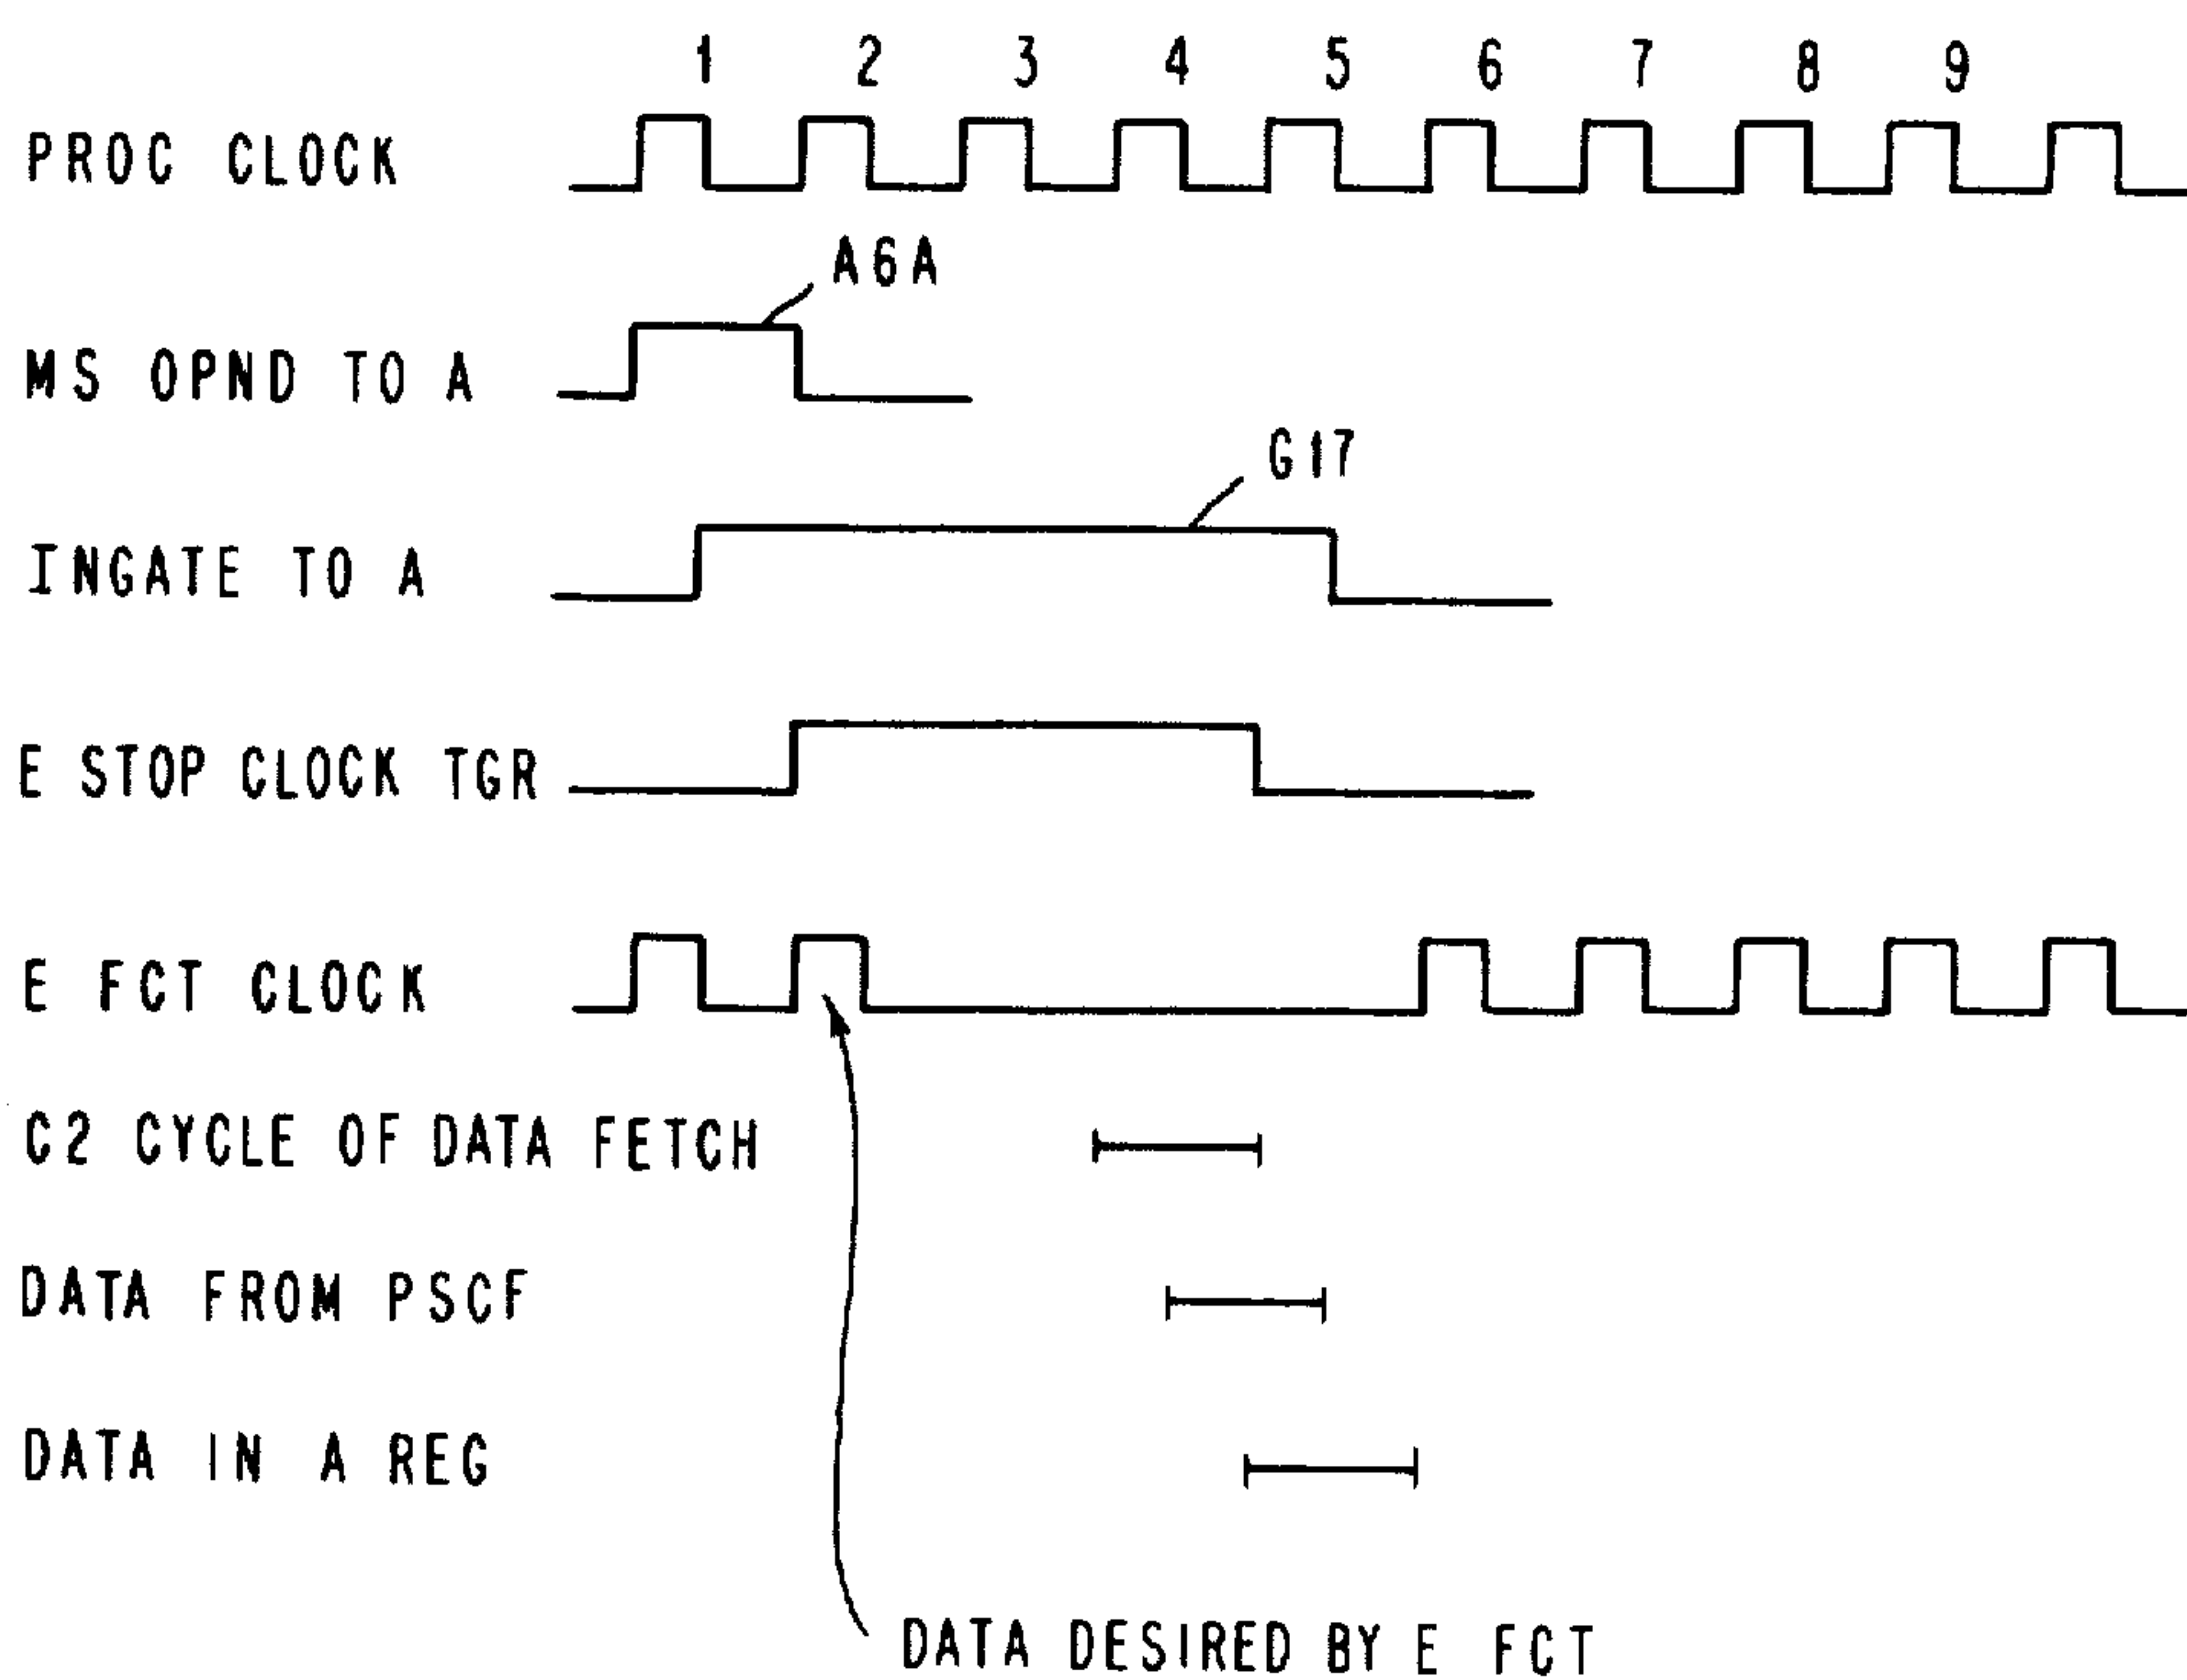 1 2 3 4 5 6 7 8 9
PROC CLOCK
A6A
MS OPND TO A
G17
INGATE TO A
E STOP CLOCK TGR
E FCT CLOCK
C2 CYCLE OF DATA FETCH
DATA FROM PSCF
DATA IN A REG
DATA DESIRED BY E FCT